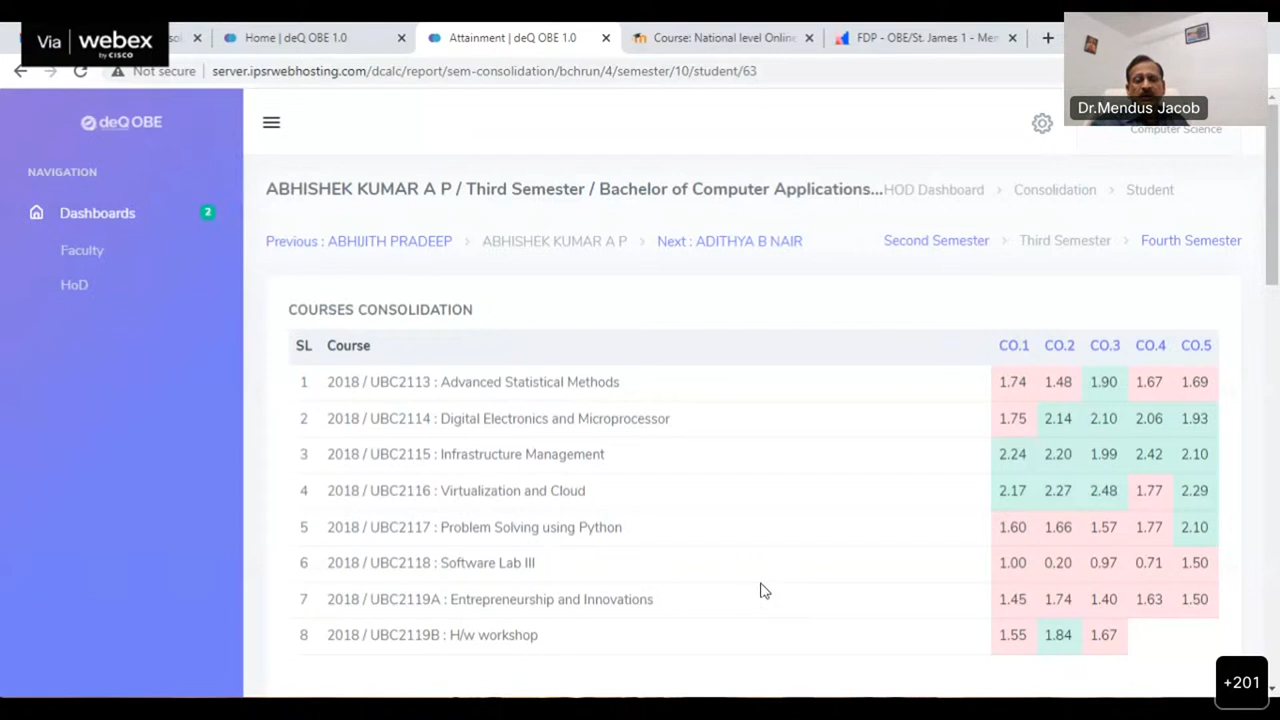 Via webex
by CISCO
Home | deQ OBE 1.0
Attainment | deQ OBE 1.0
Course: National level Online
FDP - OBE/St. James 1 - Mer
Not secure server.ipsrwebhosting.com/dcalc/report/sem-consolidation/bchrun/4/semester/10/student/63
Dr.Mendus Jacob
Computer Science
deQ OBE
NAVIGATION
Dashboards 2
Faculty
HoD
ABHISHEK KUMAR A P / Third Semester / Bachelor of Computer Applications... HOD Dashboard > Consolidation > Student
Previous : ABHIJITH PRADEEP > ABHISHEK KUMAR A P > Next : ADITHYA B NAIR Second Semester > Third Semester > Fourth Semester
COURSES CONSOLIDATION
SL Course CO.1 CO.2 CO.3 CO.4 CO.5
1 2018 / UBC2113 : Advanced Statistical Methods 1.74 1.48 1.90 1.67 1.69
2 2018 / UBC2114 : Digital Electronics and Microprocessor 1.75 2.14 2.10 2.06 1.93
3 2018 / UBC2115 : Infrastructure Management 2.24 2.20 1.99 2.42 2.10
4 2018 / UBC2116 : Virtualization and Cloud 2.17 2.27 2.48 1.77 2.29
5 2018 / UBC2117 : Problem Solving using Python 1.60 1.66 1.57 1.77 2.10
6 2018 / UBC2118 : Software Lab III 1.00 0.20 0.97 0.71 1.50
7 2018 / UBC2119A : Entrepreneurship and Innovations 1.45 1.74 1.40 1.63 1.50
8 2018 / UBC2119B : H/w workshop 1.55 1.84 1.67
+201